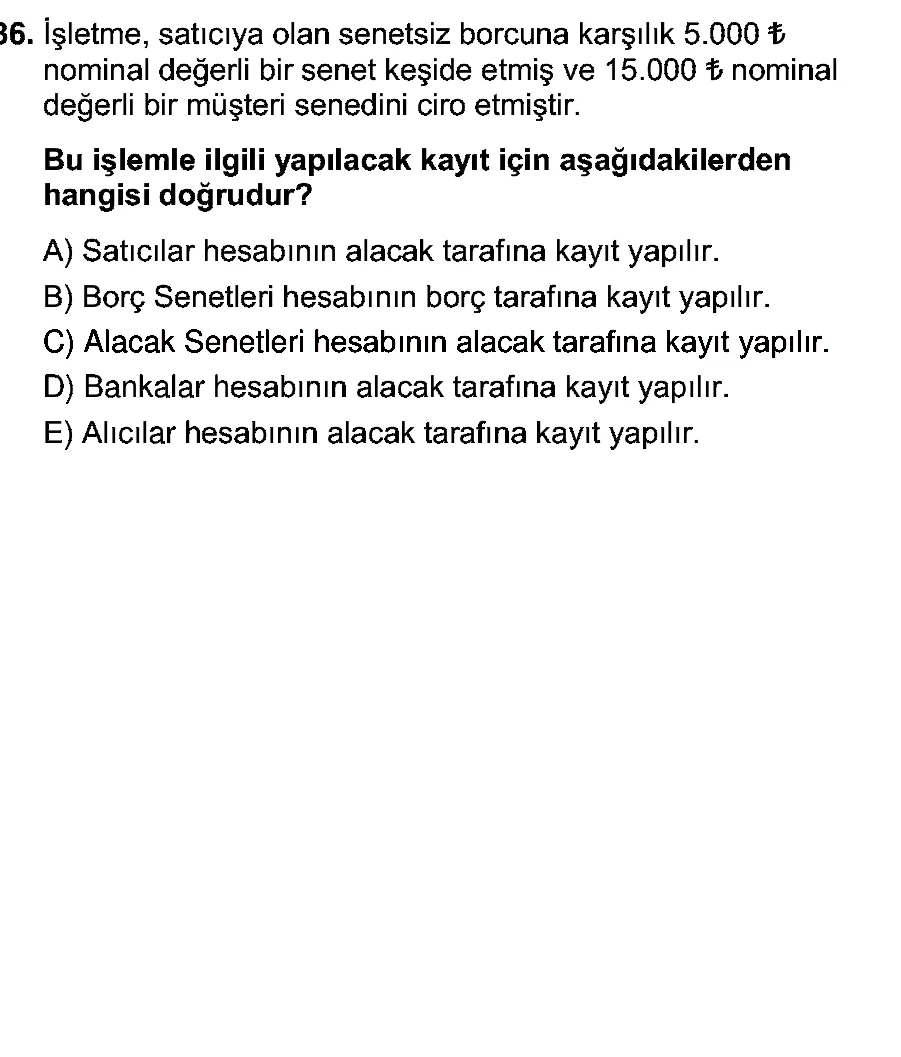 36. İşletme, satıcıya olan senetsiz borcuna karşılık 5.000 ₺
nominal değerli bir senet keşide etmiş ve 15.000 ₺ nominal
değerli bir müşteri senedini ciro etmiştir.
Bu işlemle ilgili yapılacak kayıt için aşağıdakilerden
hangisi doğrudur?
A) Satıcılar hesabının alacak tarafına kayıt yapılır.
B) Borç Senetleri hesabının borç tarafına kayıt yapılır.
C) Alacak Senetleri hesabının alacak tarafına kayıt yapılır.
D) Bankalar hesabının alacak tarafına kayıt yapılır.
E) Alıcılar hesabının alacak tarafına kayıt yapılır.